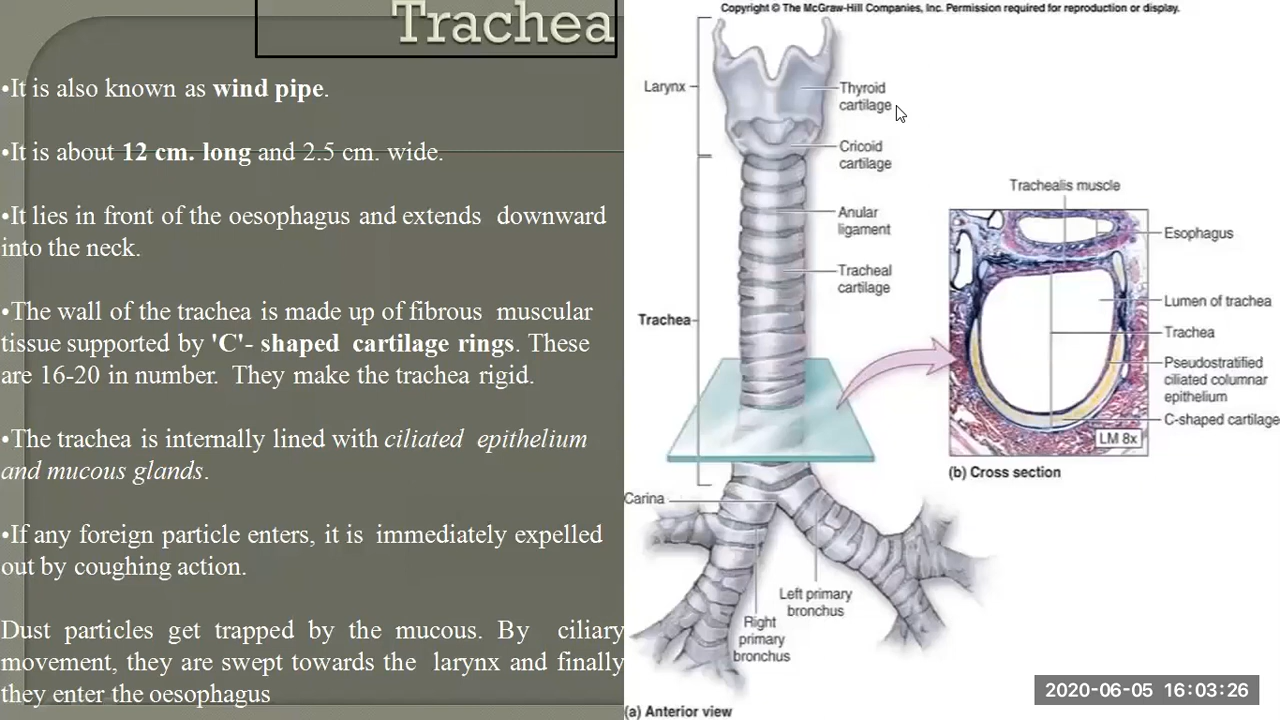 Trachea
•It is also known as wind pipe.
•It is about 12 cm. long and 2.5 cm. wide.
•It lies in front of the oesophagus and extends downward
into the neck.
•The wall of the trachea is made up of fibrous muscular
tissue supported by 'C'- shaped cartilage rings. These
are 16-20 in number. They make the trachea rigid.
•The trachea is internally lined with ciliated epithelium
and mucous glands.
•If any foreign particle enters, it is immediately expelled
out by coughing action.
Dust particles get trapped by the mucous. By ciliary
movement, they are swept towards the larynx and finally
they enter the oesophagus
Copyright © The McGraw-Hill Companies, Inc. Permission required for reproduction or display.
Larynx
Thyroid
cartilage
Cricoid
cartilage
Anular
ligament
Tracheal
cartilage
Trachea
Carina
Left primary
bronchus
Right
primary
bronchus
(a) Anterior view
Trachealis muscle
Esophagus
Lumen of trachea
Trachea
Pseudostratified
ciliated columnar
epithelium
C-shaped cartilage
LM 8x
(b) Cross section
2020-06-05 16:03:26